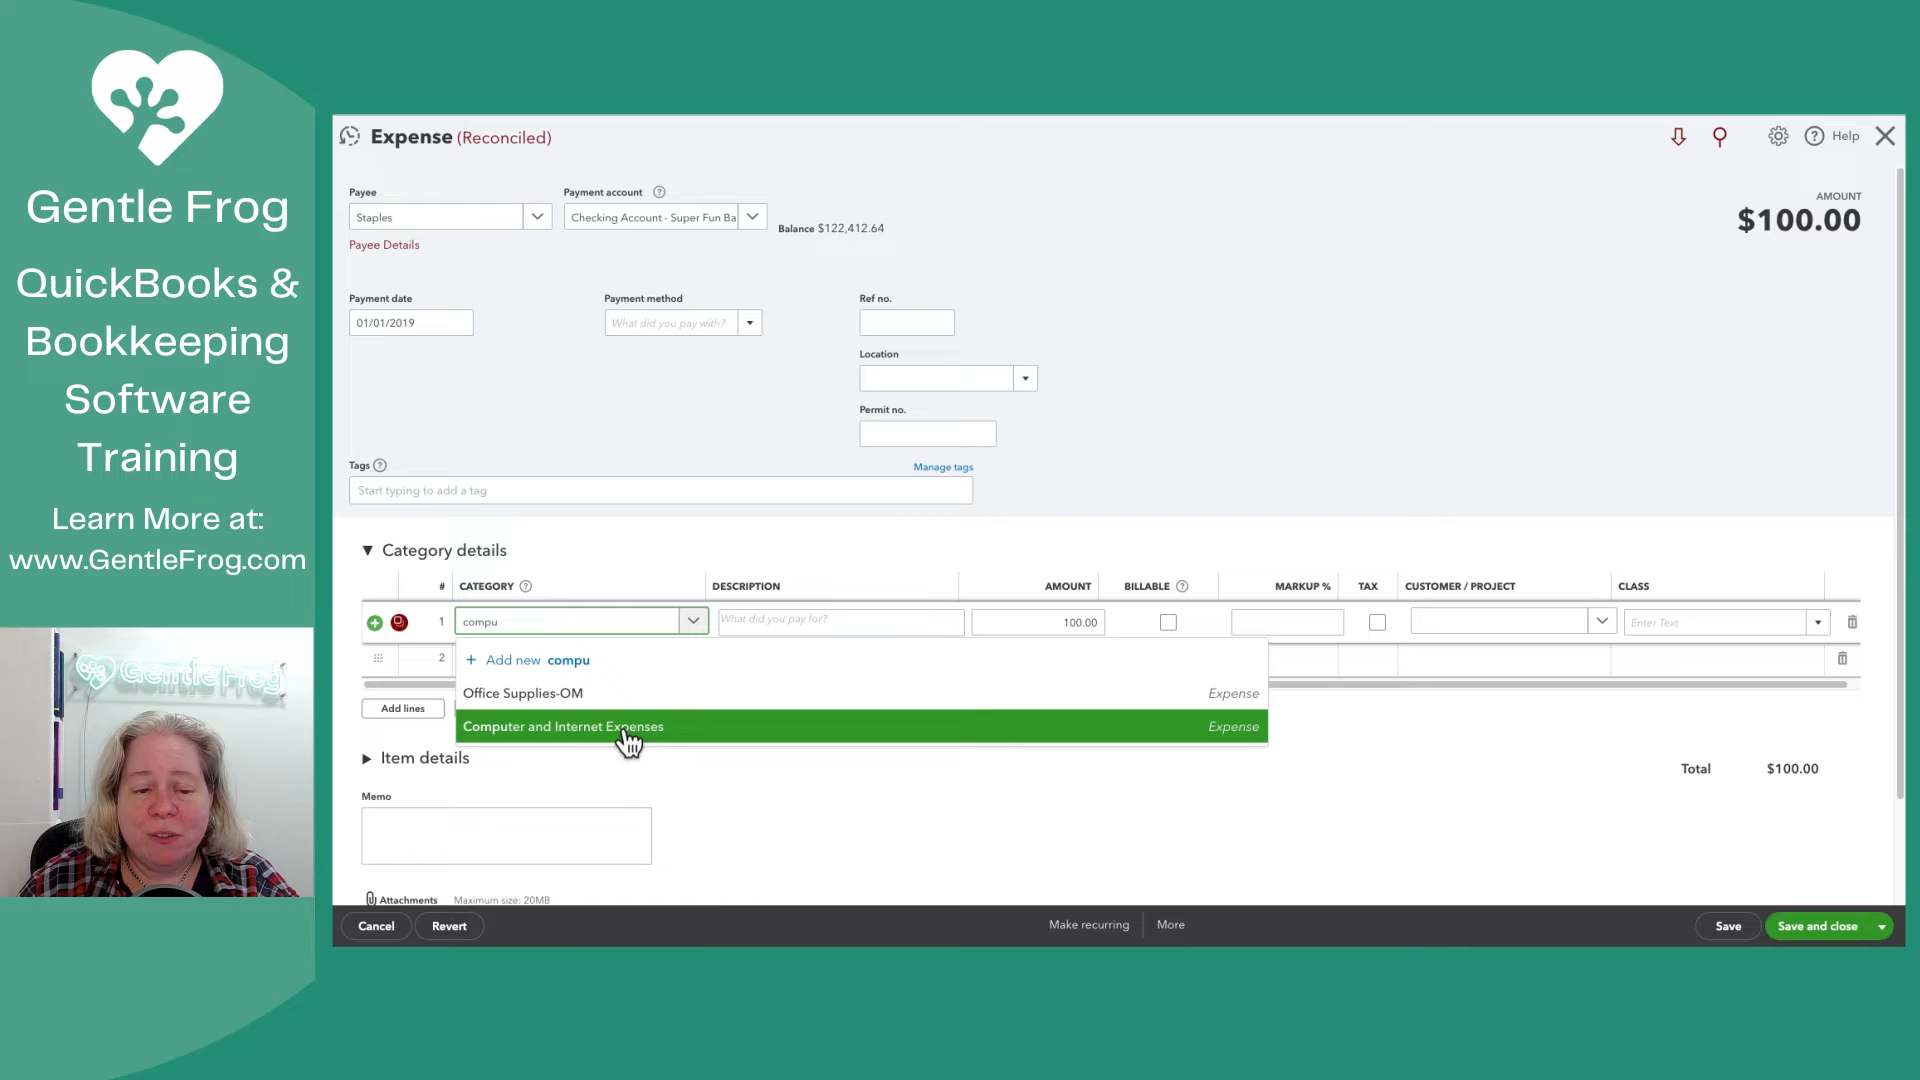 Gentle Frog
QuickBooks &
Bookkeeping
Software
Training
Learn More at:
www.GentleFrog.com
Gentle Frog
Expense (Reconciled)
Help
Payee
Payment account
Staples
Checking Account - Super Fun Ba
Balance $122,412.64
Payee Details
AMOUNT
$100.00
Payment date
Payment method
Ref no.
01/01/2019
What did you pay with?
Location
Permit no.
Tags
Manage tags
Start typing to add a tag
Category details
# CATEGORY DESCRIPTION AMOUNT BILLABLE MARKUP % TAX CUSTOMER / PROJECT CLASS
1 compu What did you pay for? 100.00 Enter Text
2
+ Add new compu
Office Supplies-OM Expense
Computer and Internet Expenses Expense
Add lines
Item details
Total $100.00
Memo
Attachments Maximum size: 20MB
Cancel Revert Make recurring More Save Save and close